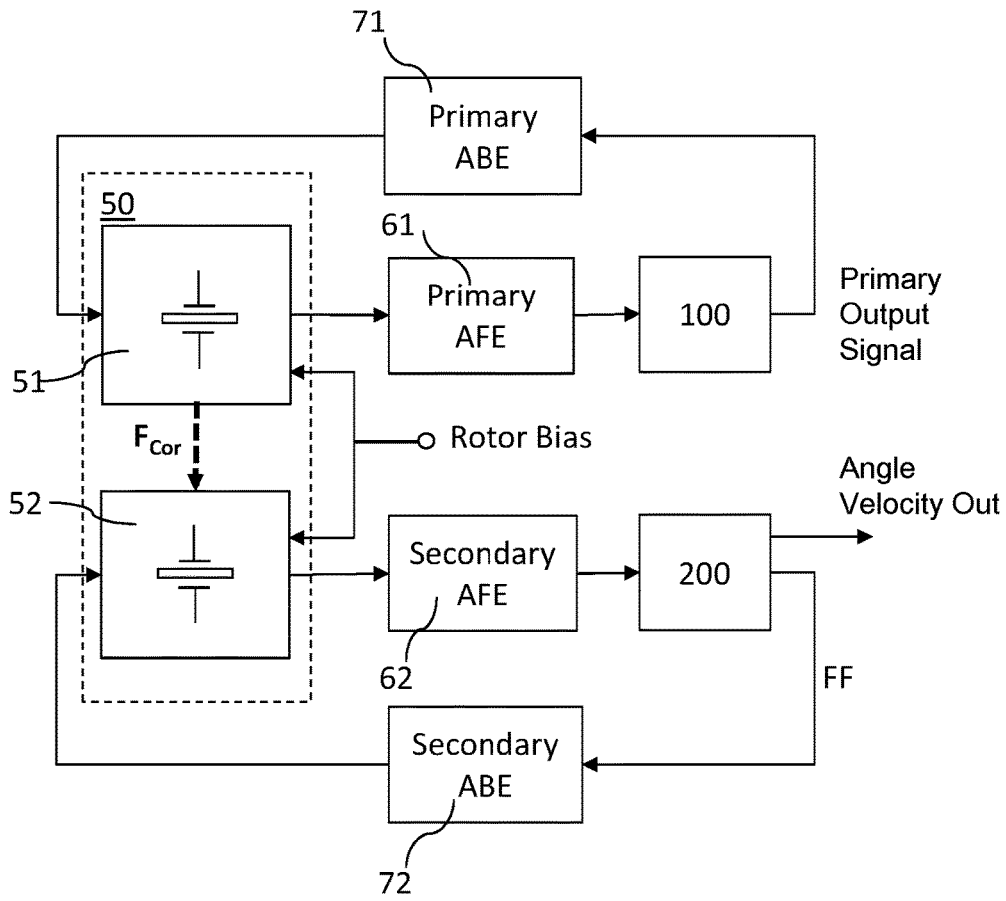 71
Primary
ABE
50
61
Primary
AFE
100
Primary
Output
Signal
51
F_Cor
Rotor Bias
52
Angle
Velocity Out
Secondary
AFE
200
62
FF
Secondary
ABE
72